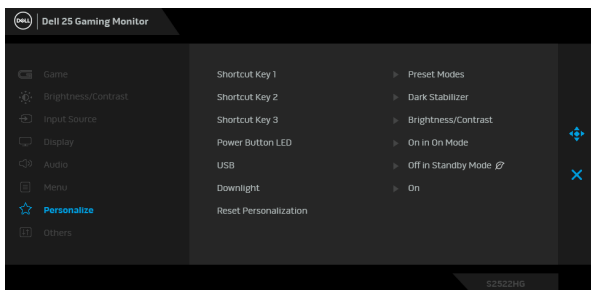 DELL Dell 25 Gaming Monitor
Game
Brightness/Contrast
Input Source
Display
Audio
Menu
Personalize
Others
Shortcut Key 1 Preset Modes
Shortcut Key 2 Dark Stabilizer
Shortcut Key 3 Brightness/Contrast
Power Button LED On in On Mode
USB Off in Standby Mode
Downlight On
Reset Personalization
S2522HG